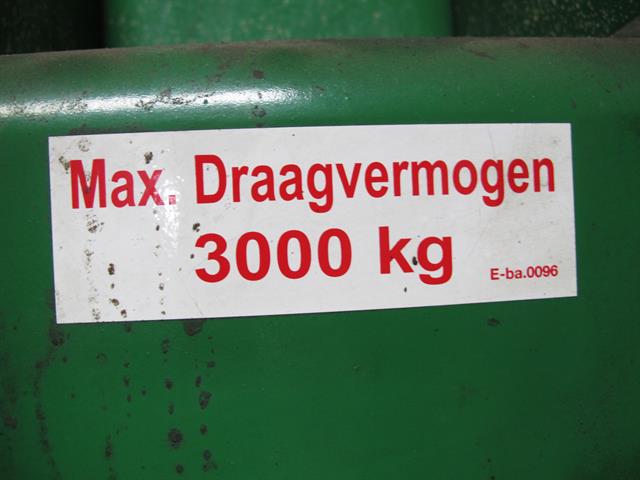 Max. Draagvermogen
3000 kg
E-ba.0096